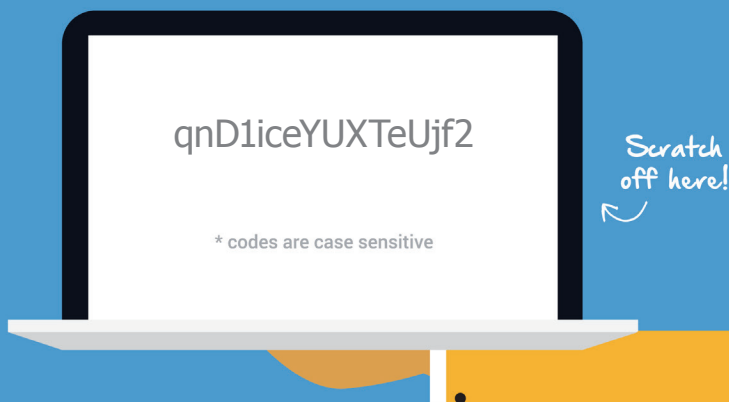 qnD1iceYUXTeUjf2
* codes are case sensitive
Scratch
off here!